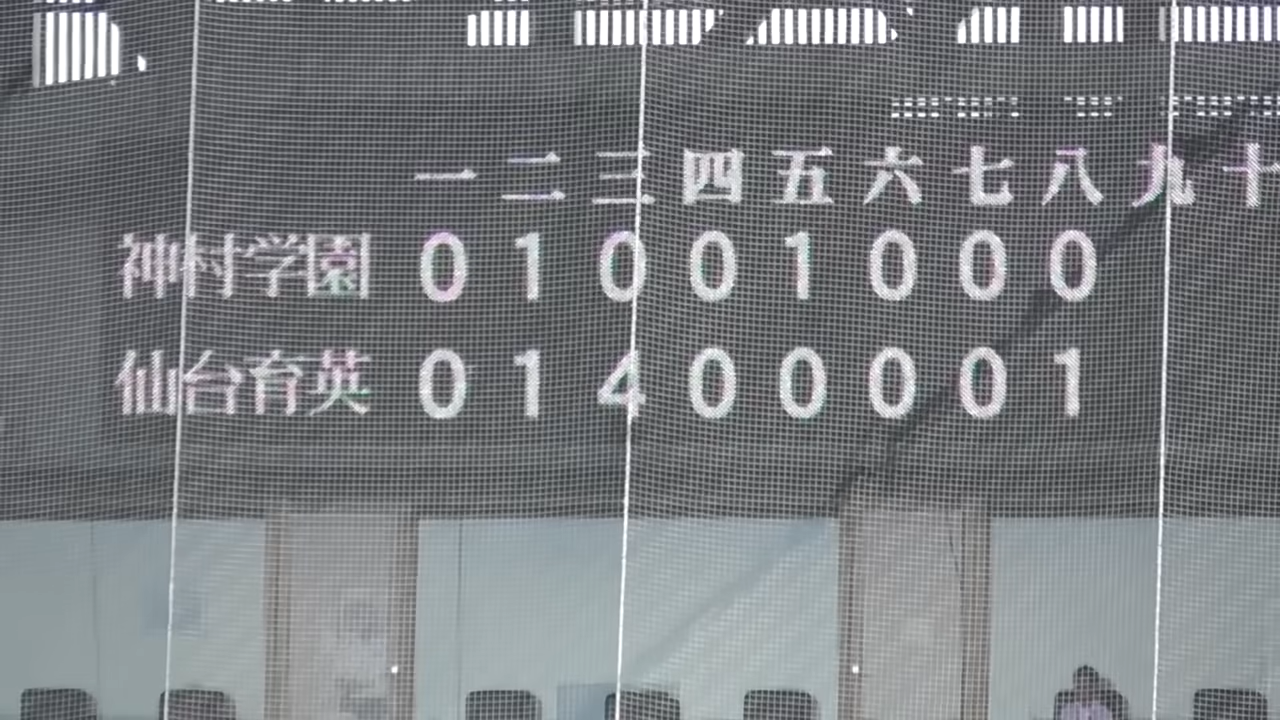 一 二 三 四 五 六 七 八 九 十
神村学園 0 1 0 0 1 0 0 0
仙台育英 0 1 4 0 0 0 0 1